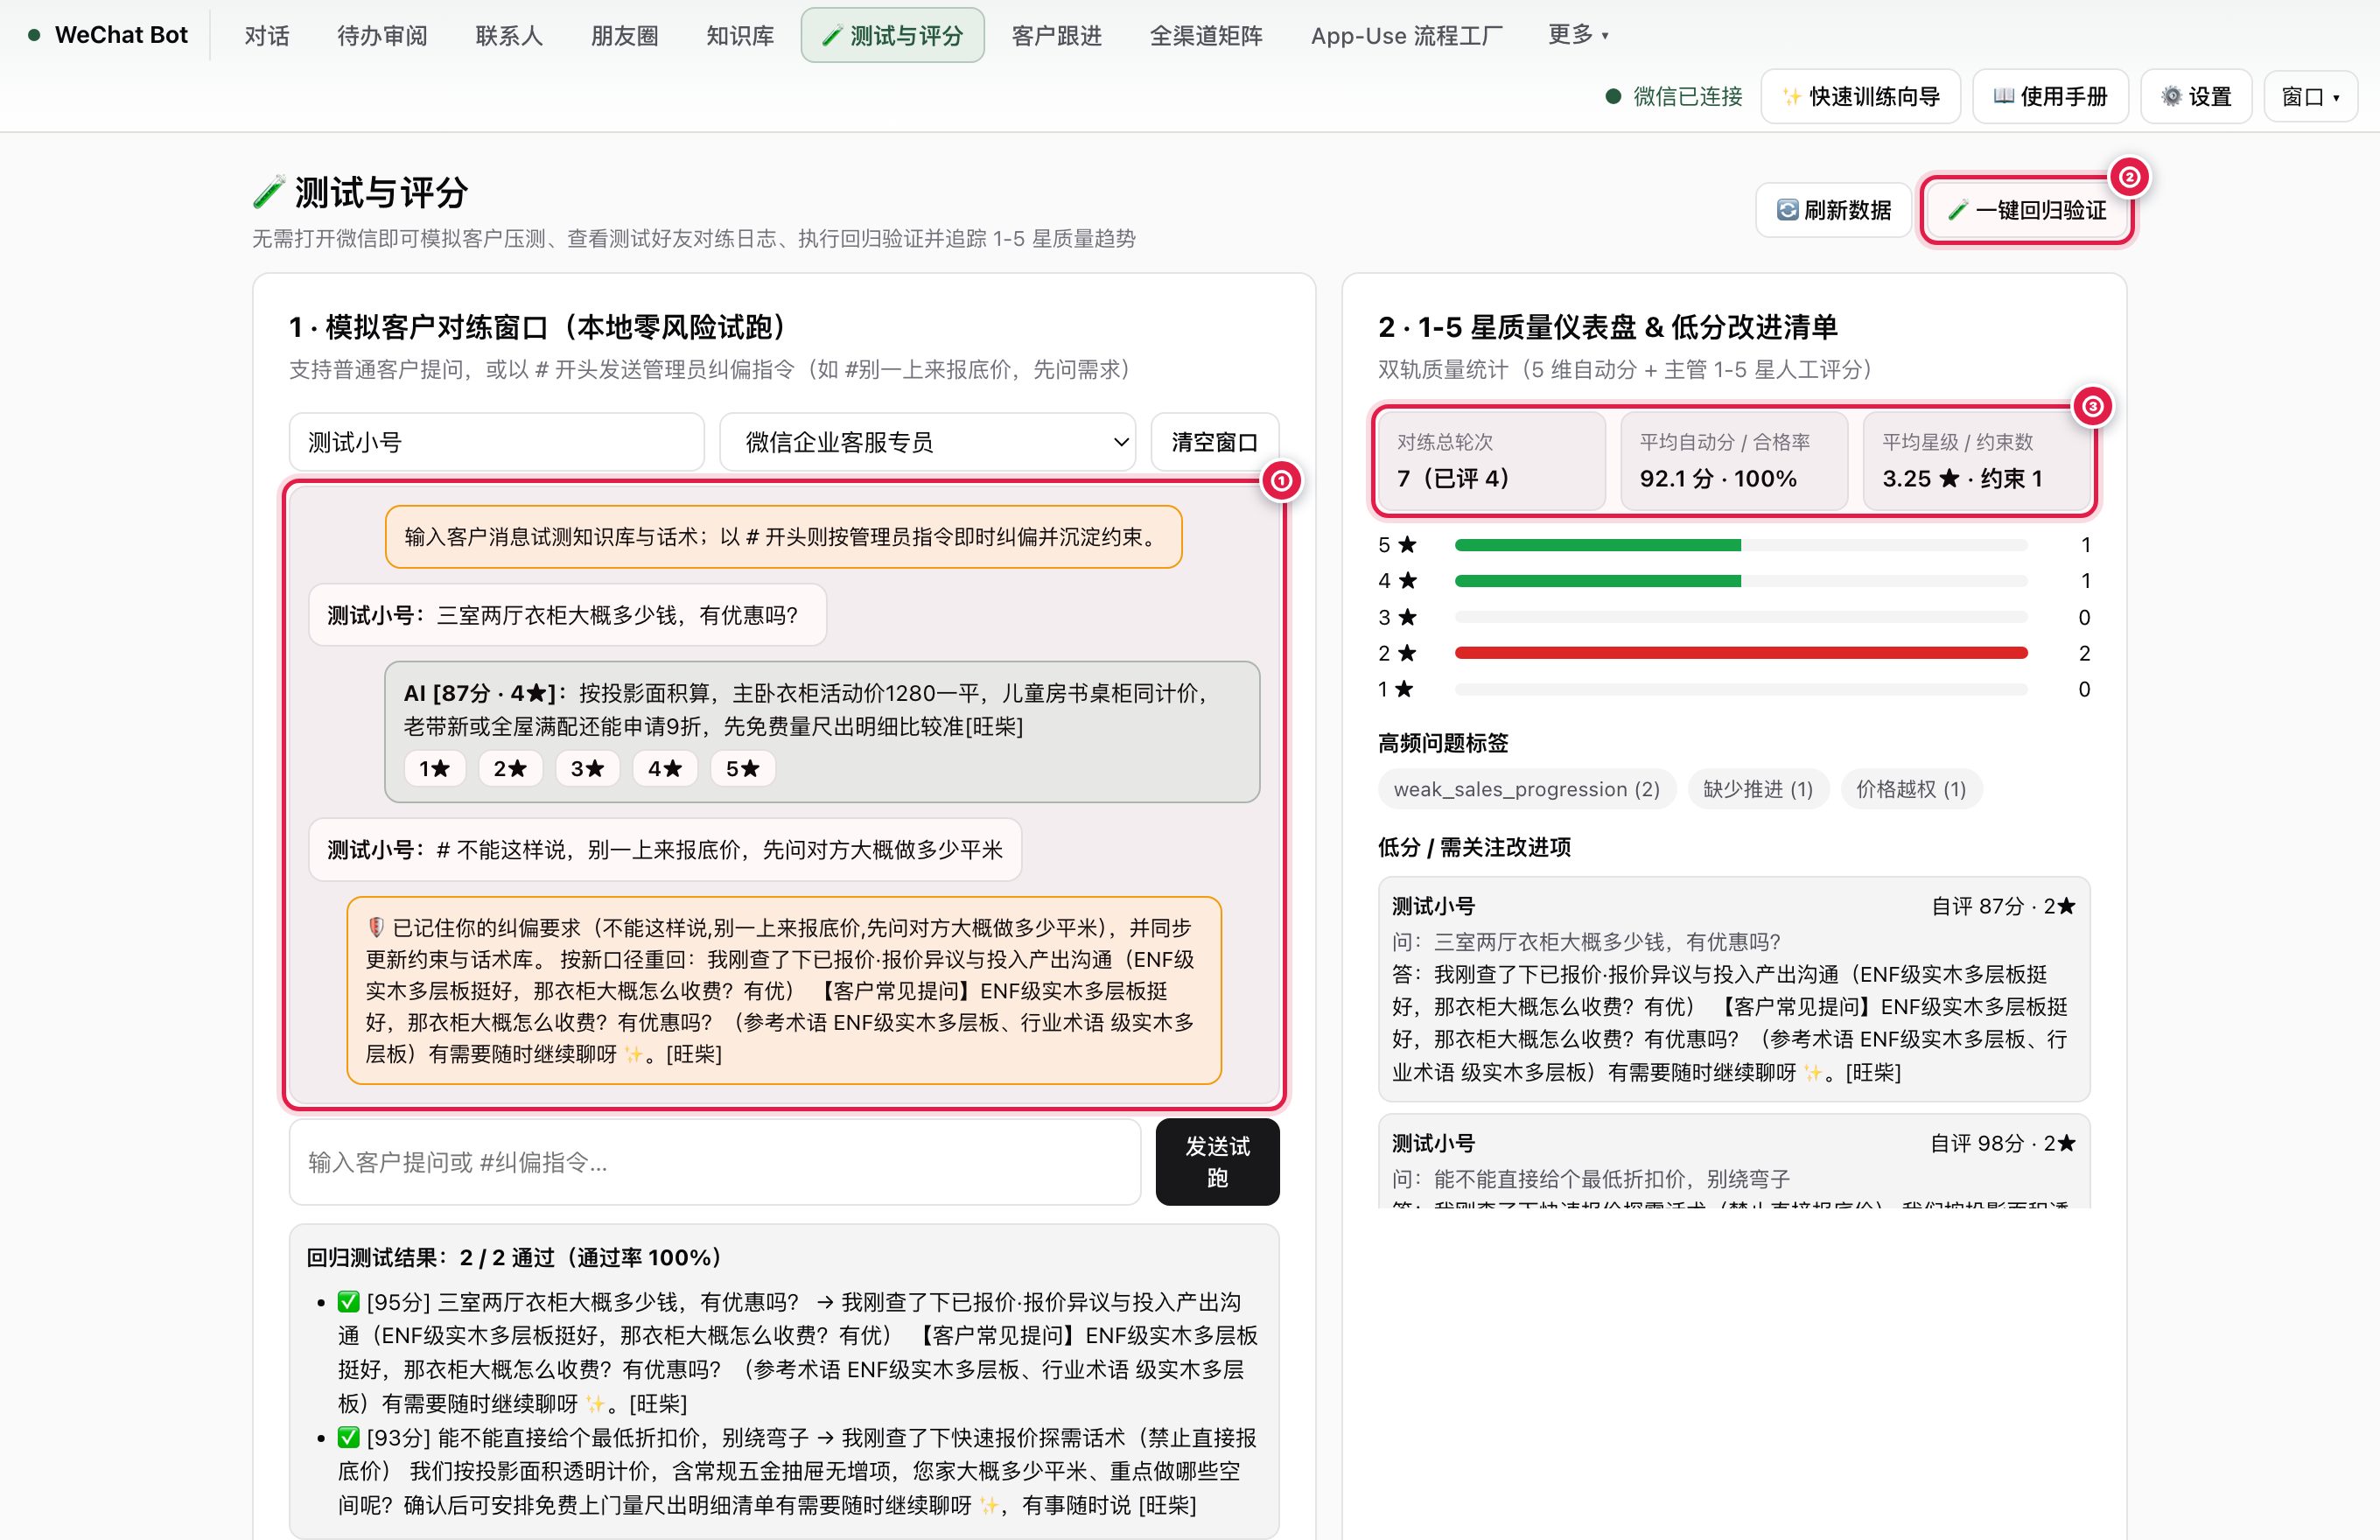 WeChat Bot
对话
待办审阅
联系人
朋友圈
知识库
🧪 测试与评分
客户跟进
全渠道矩阵
App-Use 流程工厂
更多 ▾
微信已连接
✨ 快速训练向导
📖 使用手册
⚙️ 设置
窗口 ▾
🧪 测试与评分
无需打开微信即可模拟客户压测、查看测试好友对练日志、执行回归验证并追踪 1-5 星质量趋势
🔄 刷新数据
🧪 一键回归验证
②
1 · 模拟客户对练窗口（本地零风险试跑）
支持普通客户提问，或以 # 开头发送管理员纠偏指令（如 #别一上来报底价，先问需求）
测试小号
微信企业客服专员
清空窗口
①
输入客户消息试测知识库与话术；以 # 开头则按管理员指令即时纠偏并沉淀约束。
测试小号：三室两厅衣柜大概多少钱，有优惠吗？
AI [87分 · 4★]：按投影面积算，主卧衣柜活动价1280一平，儿童房书桌柜同计价，
老带新或全屋满配还能申请9折，先免费量尺出明细比较准[旺柴]
1★ 2★ 3★ 4★ 5★
测试小号：# 不能这样说，别一上来报底价，先问对方大概做多少平米
🛡️ 已记住你的纠偏要求（不能这样说,别一上来报底价,先问对方大概做多少平米），并同步
更新约束与话术库。 按新口径重回：我刚查了下已报价·报价异议与投入产出沟通（ENF级
实木多层板挺好，那衣柜大概怎么收费？有优） 【客户常见提问】ENF级实木多层板挺
好，那衣柜大概怎么收费？有优惠吗？（参考术语 ENF级实木多层板、行业术语 级实木多
层板）有需要随时继续聊呀 ✨。[旺柴]
输入客户提问或 #纠偏指令...
发送试
跑
回归测试结果：2 / 2 通过（通过率 100%）
• ✅ [95分] 三室两厅衣柜大概多少钱，有优惠吗？ → 我刚查了下已报价·报价异议与投入产出沟
通（ENF级实木多层板挺好，那衣柜大概怎么收费？有优） 【客户常见提问】ENF级实木多层板
挺好，那衣柜大概怎么收费？有优惠吗？（参考术语 ENF级实木多层板、行业术语 级实木多层
板）有需要随时继续聊呀 ✨。[旺柴]
• ✅ [93分] 能不能直接给个最低折扣价，别绕弯子 → 我刚查了下快速报价探需话术（禁止直接报
底价） 我们按投影面积透明计价，含常规五金抽屉无增项，您家大概多少平米、重点做哪些空
间呢？确认后可安排免费上门量尺出明细清单有需要随时继续聊呀 ✨，有事随时说 [旺柴]
2 · 1-5 星质量仪表盘 & 低分改进清单
双轨质量统计（5 维自动分 + 主管 1-5 星人工评分）
③
对练总轮次
7（已评 4）
平均自动分 / 合格率
92.1 分 · 100%
平均星级 / 约束数
3.25 ★ · 约束 1
5 ★ 1
4 ★ 1
3 ★ 0
2 ★ 2
1 ★ 0
高频问题标签
weak_sales_progression (2)
缺少推进 (1)
价格越权 (1)
低分 / 需关注改进项
测试小号 自评 87分 · 2★
问：三室两厅衣柜大概多少钱，有优惠吗？
答：我刚查了下已报价·报价异议与投入产出沟通（ENF级实木多层板挺
好，那衣柜大概怎么收费？有优） 【客户常见提问】ENF级实木多层板挺
好，那衣柜大概怎么收费？有优惠吗？（参考术语 ENF级实木多层板、行
业术语 级实木多层板）有需要随时继续聊呀 ✨。[旺柴]
测试小号 自评 98分 · 2★
问：能不能直接给个最低折扣价，别绕弯子
答：我刚查了下快速报价探需话术（禁止直接报底价） 我们按投影面积透